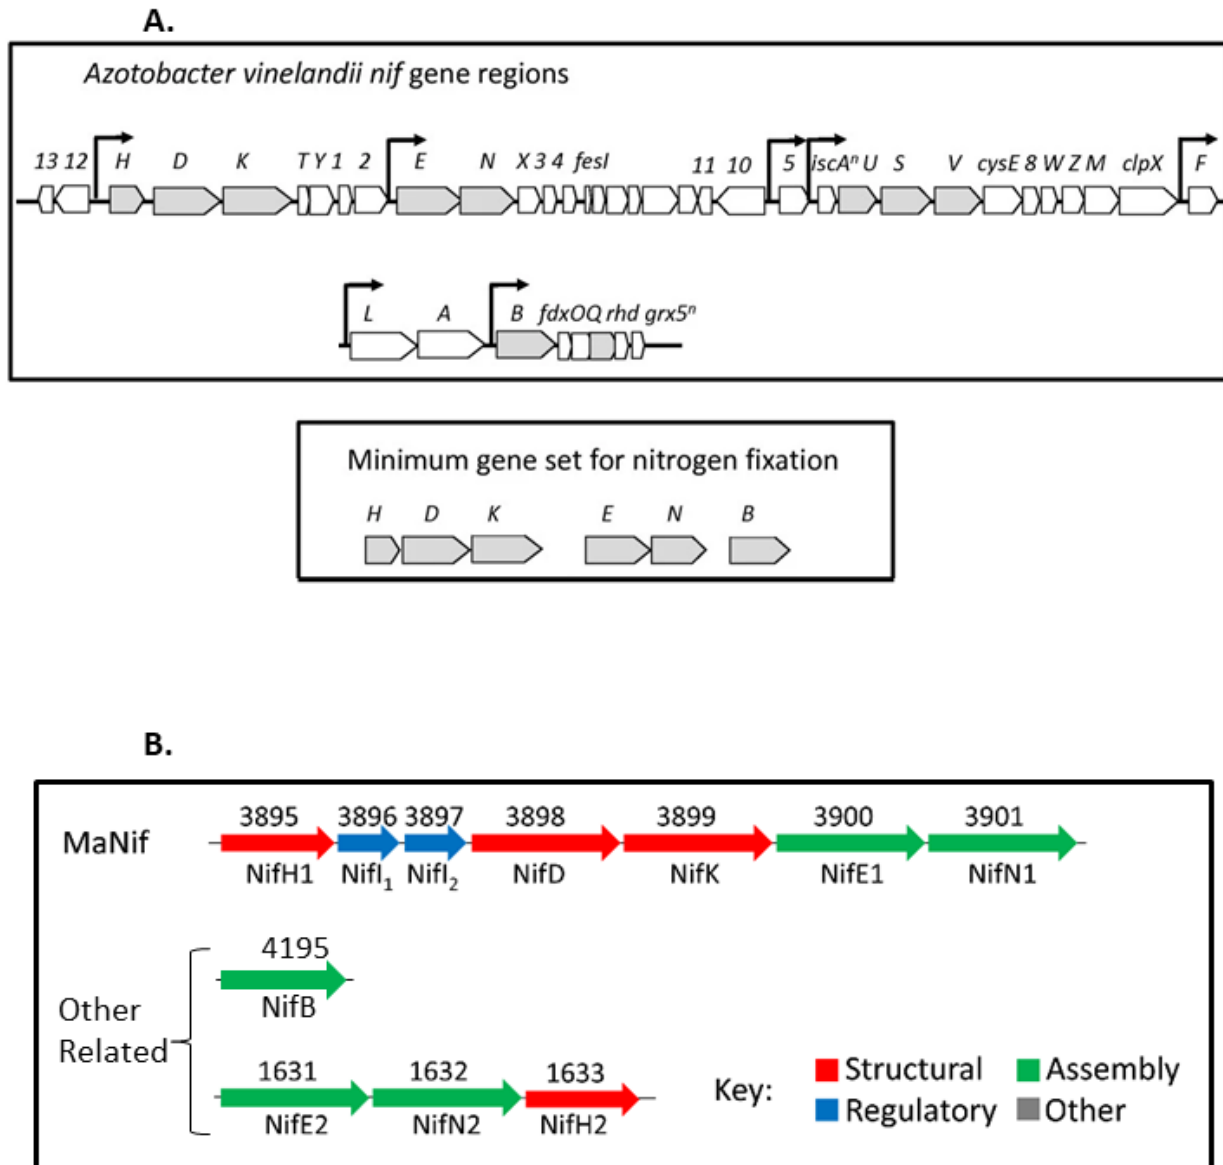 A.
Azotobacter vinelandii nif gene regions
13 12 H D K T Y 1 2 E N X 3 4 fesI 11 10 5 iscAⁿ U S V cysE 8 W Z M clpX F
L A B fdxOQ rhd grx5ⁿ
Minimum gene set for nitrogen fixation
H D K E N B
B.
3895 3896 3897 3898 3899 3900 3901
MaNif
NifH1 NifI₁ NifI₂ NifD NifK NifE1 NifN1
4195
NifB
Other
Related
1631 1632 1633
NifE2 NifN2 NifH2
Key:
Structural Assembly
Regulatory Other